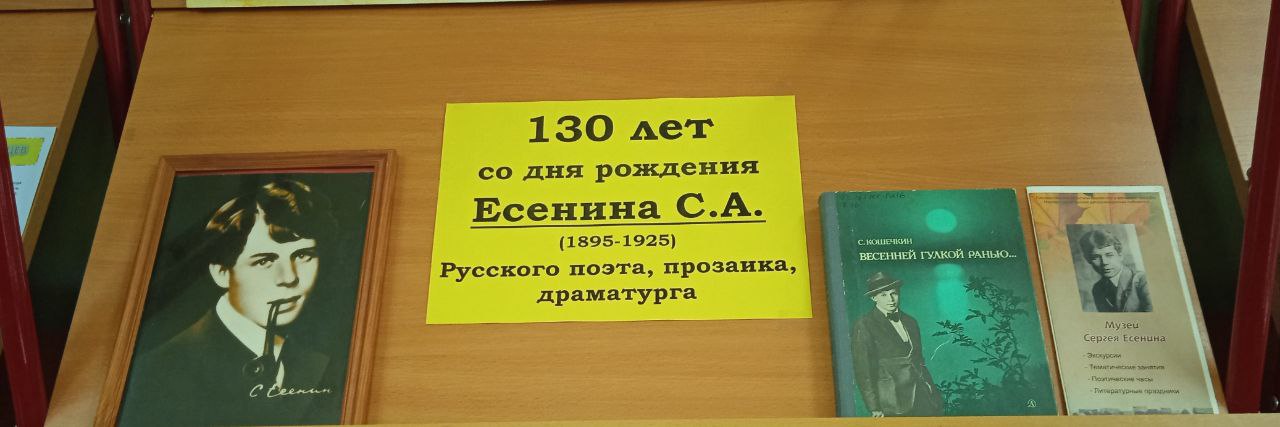 130 лет
со дня рождения
Есенина С.А.
(1895-1925)
Русского поэта, прозаика,
драматурга
С Есенин
С. КОШЕЧКИН
ВЕСЕННЕЙ ГУЛКОЙ РАНЬЮ...
Музеи
Сергея Есенина
- Экскурсии
- Тематические занятия
- Поэтические часы
- Литературные праздники